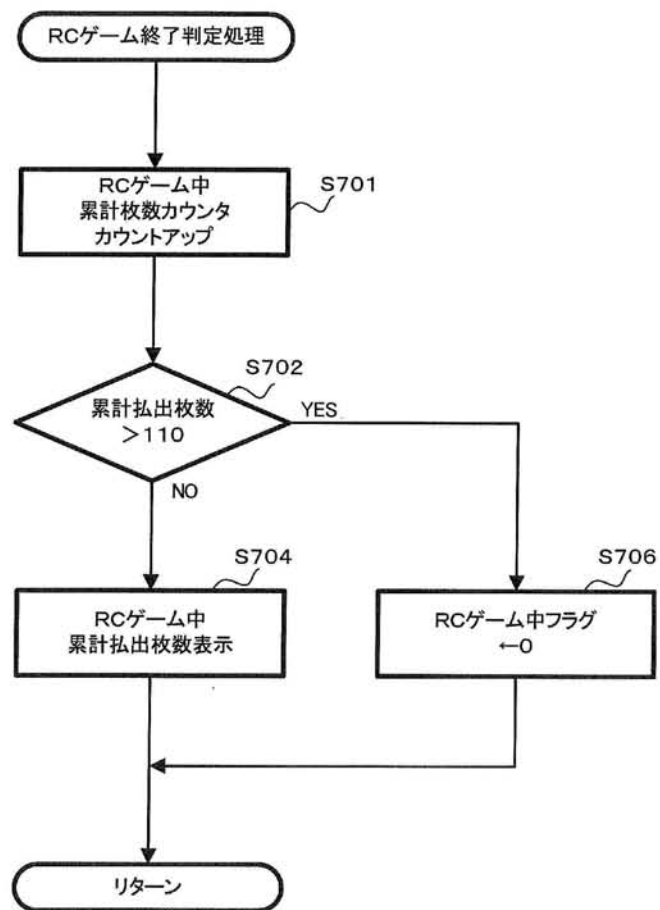 RCゲーム終了判定処理
RCゲーム中
累計枚数カウンタ
カウントアップ
S701
S702
累計払出枚数
＞110
YES
NO
S704
RCゲーム中
累計払出枚数表示
S706
RCゲーム中フラグ
←0
リターン